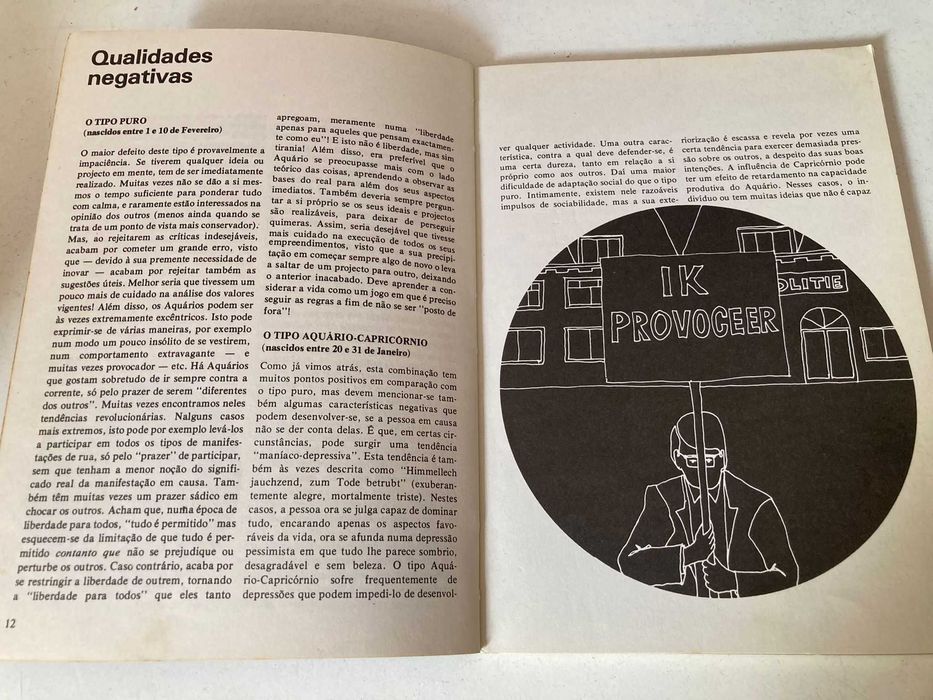 Qualidades
negativas
O TIPO PURO
(nascidos entre 1 e 10 de Fevereiro)
O maior defeito deste tipo é provavelmente a
impaciência. Se tiverem qualquer ideia ou
projecto em mente, tem de ser imediatamente
realizado. Muitas vezes não se dão a si mes-
mos o tempo suficiente para ponderar tudo
com calma, e raramente estão interessados na
opinião dos outros (menos ainda quando se
trata de um ponto de vista mais conservador).
Mas, ao rejeitarem as críticas indesejáveis,
acabam por cometer um grande erro, visto
que — devido à sua premente necessidade de
inovar — acabam por rejeitar também as
sugestões úteis. Melhor seria que tivessem um
pouco mais de cuidado na análise dos valores
vigentes! Além disso, os Aquários podem ser
às vezes extremamente excêntricos. Isto pode
exprimir-se de várias maneiras, por exemplo
num modo um pouco insólito de se vestirem,
num comportamento extravagante — e
muitas vezes provocador — etc. Há Aquários
que gostam sobretudo de ir sempre contra a
corrente, só pelo prazer de serem "diferentes
dos outros". Muitas vezes encontramos neles
tendências revolucionárias. Nalguns casos
mais extremos, isto pode por exemplo levá-los
a participar em todos os tipos de manifes-
tações de rua, só pelo "prazer" de participar,
sem que tenham a menor noção do signifi-
cado real da manifestação em causa. Tam-
bém têm muitas vezes um prazer sádico em
chocar os outros. Acham que, numa época de
liberdade para todos, "tudo é permitido" mas
esquecem-se da limitação de que tudo é per-
mitido contanto que não se prejudique ou
perturbe os outros. Caso contrário, acaba por
se restringir a liberdade de outrem, tornando
a "liberdade para todos" que eles tanto
12
apregoam, meramente numa "liberdade
apenas para aqueles que pensam exactamen-
te como eu"! E isto não é liberdade, mas sim
tirania! Além disso, era preferível que o
Aquário se preocupasse mais com o lado
teórico das coisas, aprendendo a observar as
bases do real para além dos seus aspectos
imediatos. Também deveria sempre pergun-
tar a si próprio se os seus ideais e projectos
são realizáveis, para deixar de perseguir
quimeras. Assim, seria desejável que tivesse
mais cuidado na execução de todos os seus
empreendimentos, visto que a sua precipi-
tação em começar sempre algo de novo o leva
a saltar de um projecto para outro, deixando
o anterior inacabado. Deve aprender a con-
siderar a vida como um jogo em que é preciso
seguir as regras a fim de não se ser "posto de
fora"!
O TIPO AQUÁRIO-CAPRICÓRNIO
(nascidos entre 20 e 31 de Janeiro)
Como já vimos atrás, esta combinação tem
muitos pontos positivos em comparação com
o tipo puro, mas devem mencionar-se tam-
bém algumas características negativas que
podem desenvolver-se, se a pessoa em causa
não se der conta delas. É que, em certas cir-
cunstâncias, pode surgir uma tendência
"maníaco-depressiva". Esta tendência é tam-
bém às vezes descrita como "Himmellech
jauchzend, zum Tode betrubt" (exuberan-
temente alegre, mortalmente triste). Nestes
casos, a pessoa ora se julga capaz de dominar
tudo, encarando apenas os aspectos favo-
ráveis da vida, ora se afunda numa depressão
pessimista em que tudo lhe parece sombrio,
desagradável e sem beleza. O tipo Aquá-
rio-Capricórnio sofre frequentemente de
depressões que podem impedi-lo de desenvol-
ver qualquer actividade. Uma outra carac-
terística, contra a qual deve defender-se, é
uma certa dureza, tanto em relação a si
próprio como aos outros. Daí uma maior
dificuldade de adaptação social do que o tipo
puro. Intimamente, existem nele razoáveis
impulsos de sociabilidade, mas a sua exte-
riorização é escassa e revela por vezes uma
certa tendência para exercer demasiada pres-
são sobre os outros, a despeito das suas boas
intenções. A influência de Capricórnio pode
ter um efeito de retardamento na capacidade
produtiva do Aquário. Nesses casos, o in-
divíduo ou tem muitas ideias que não é capaz
IK
PROVOCEER
POLITIE